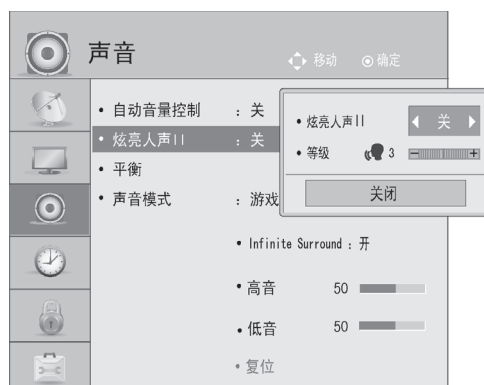 声音
移动 ⊙确定
• 自动音量控制 ：关
• 炫亮人声II ：关
• 平衡
• 声音模式 ：游戏
• Infinite Surround ：开
• 高音 50
• 低音 50
• 复位
• 炫亮人声II ◀ 关 ▶
• 等级 3 − +
关闭